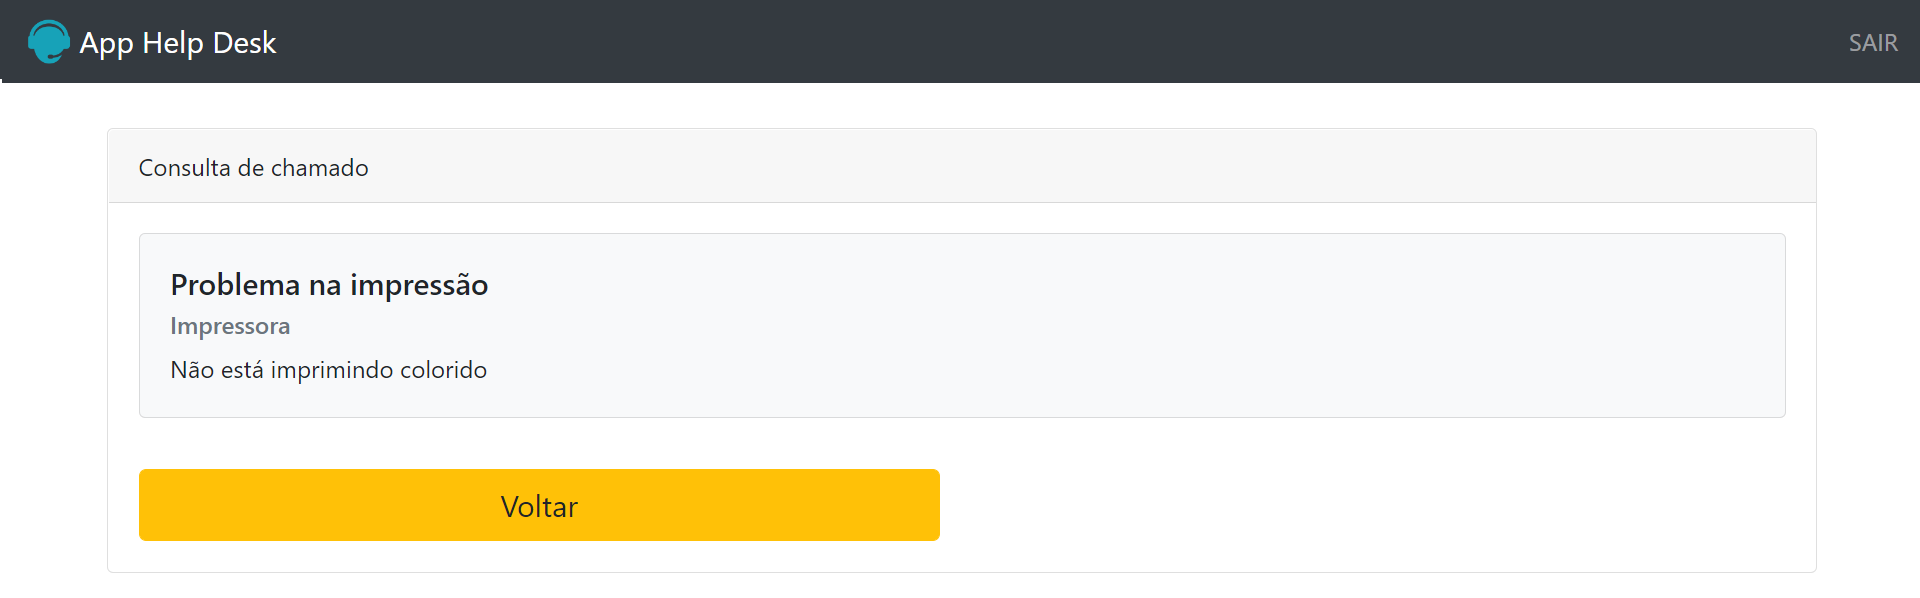 App Help Desk
SAIR
Consulta de chamado
Problema na impressão
Impressora
Não está imprimindo colorido
Voltar